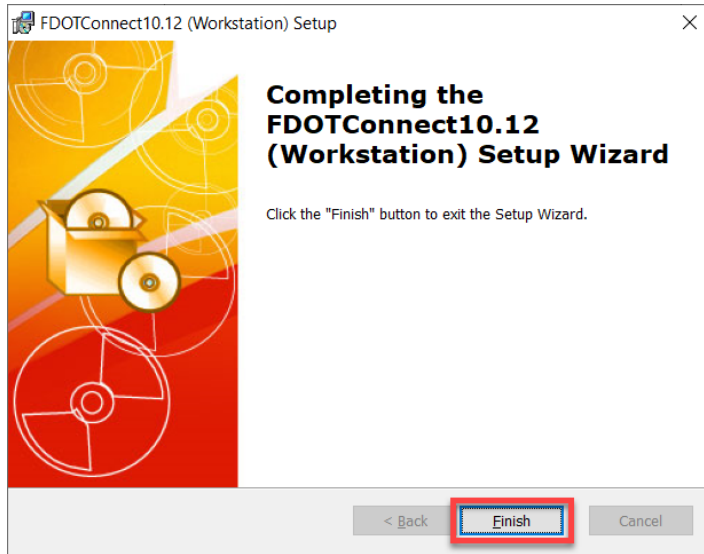 FDOTConnect10.12 (Workstation) Setup
Completing the
FDOTConnect10.12
(Workstation) Setup Wizard
Click the "Finish" button to exit the Setup Wizard.
< Back Finish Cancel